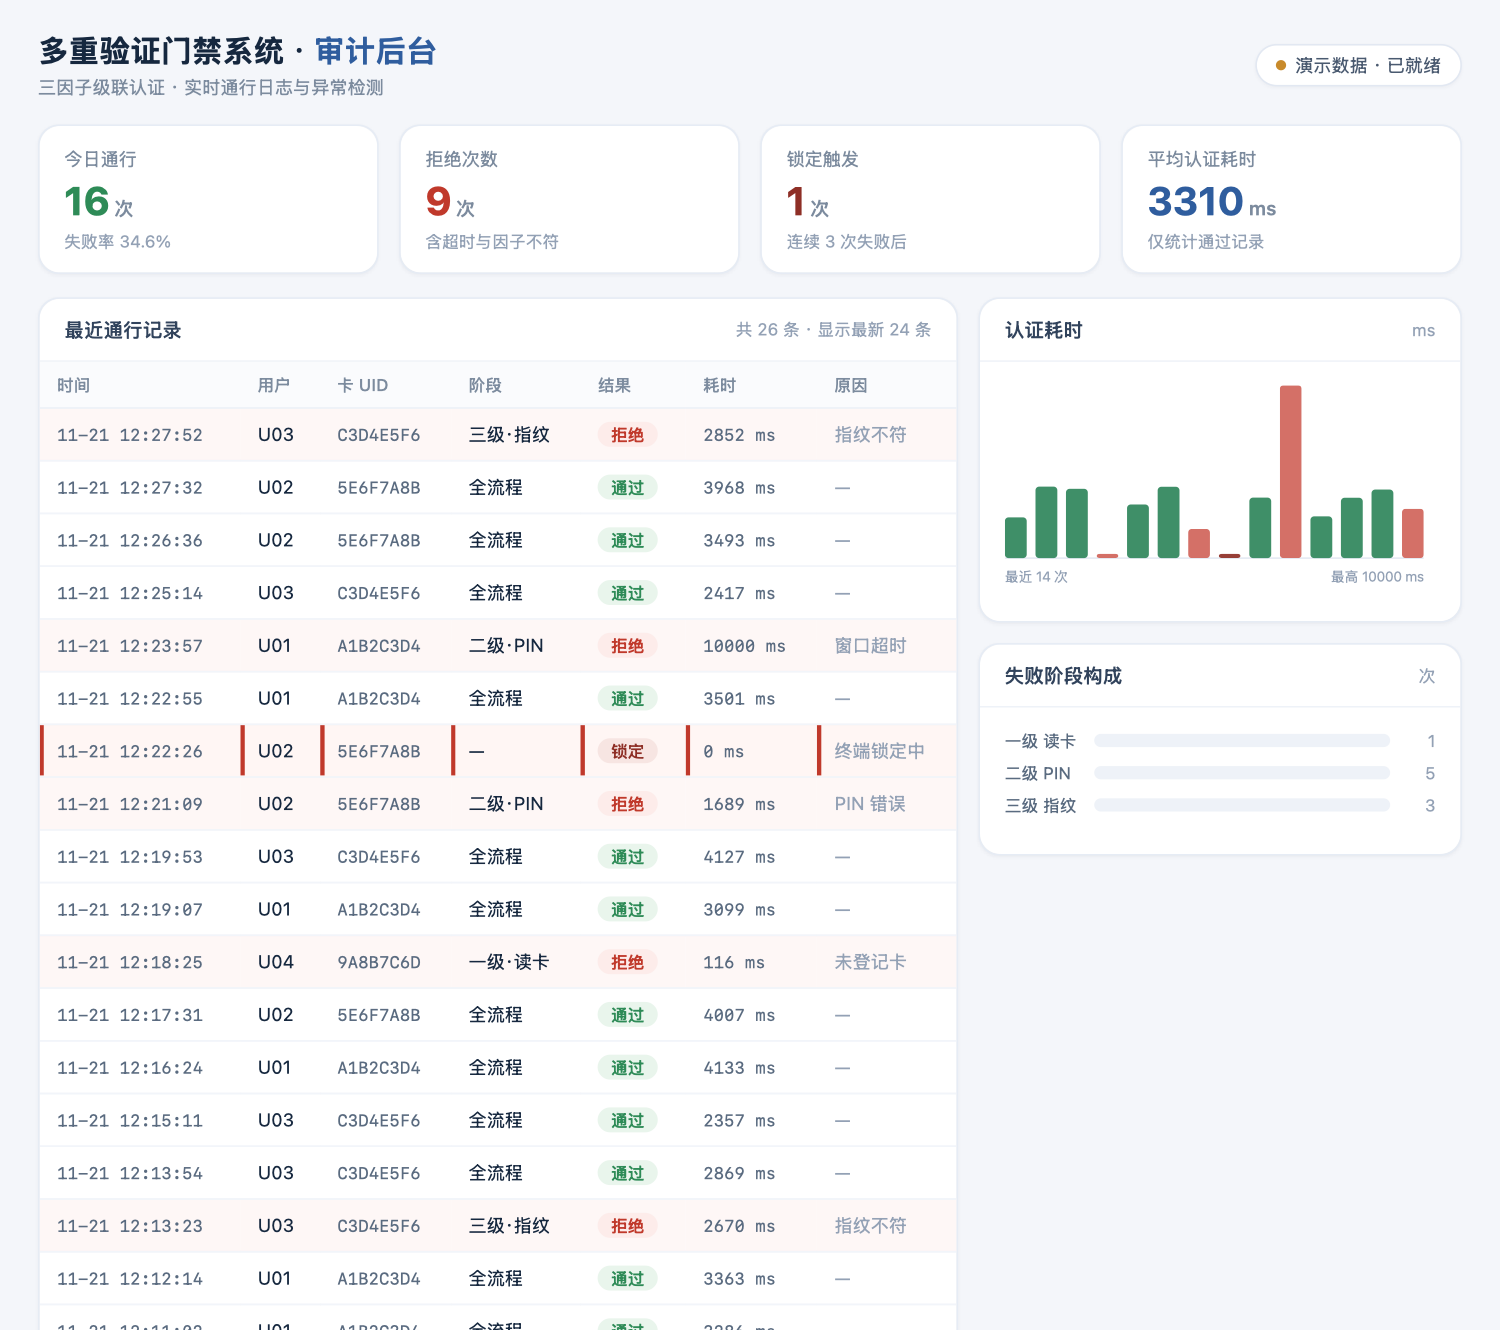 多重验证门禁系统 · 审计后台
三因子级联认证 · 实时通行日志与异常检测
演示数据 · 已就绪
今日通行
16 次
失败率 34.6%
拒绝次数
9 次
含超时与因子不符
锁定触发
1 次
连续 3 次失败后
平均认证耗时
3310 ms
仅统计通过记录
最近通行记录 共 26 条 · 显示最新 24 条
时间 用户 卡 UID 阶段 结果 耗时 原因
11-21 12:27:52 U03 C3D4E5F6 三级·指纹 拒绝 2852 ms 指纹不符
11-21 12:27:32 U02 5E6F7A8B 全流程 通过 3968 ms —
11-21 12:26:36 U02 5E6F7A8B 全流程 通过 3493 ms —
11-21 12:25:14 U03 C3D4E5F6 全流程 通过 2417 ms —
11-21 12:23:57 U01 A1B2C3D4 二级·PIN 拒绝 10000 ms 窗口超时
11-21 12:22:55 U01 A1B2C3D4 全流程 通过 3501 ms —
11-21 12:22:26 U02 5E6F7A8B — 锁定 0 ms 终端锁定中
11-21 12:21:09 U02 5E6F7A8B 二级·PIN 拒绝 1689 ms PIN 错误
11-21 12:19:53 U03 C3D4E5F6 全流程 通过 4127 ms —
11-21 12:19:07 U01 A1B2C3D4 全流程 通过 3099 ms —
11-21 12:18:25 U04 9A8B7C6D 一级·读卡 拒绝 116 ms 未登记卡
11-21 12:17:31 U02 5E6F7A8B 全流程 通过 4007 ms —
11-21 12:16:24 U01 A1B2C3D4 全流程 通过 4133 ms —
11-21 12:15:11 U03 C3D4E5F6 全流程 通过 2357 ms —
11-21 12:13:54 U03 C3D4E5F6 全流程 通过 2869 ms —
11-21 12:13:23 U03 C3D4E5F6 三级·指纹 拒绝 2670 ms 指纹不符
11-21 12:12:14 U01 A1B2C3D4 全流程 通过 3363 ms —
U01 A1B2C3D4 全流程 通过
认证耗时 ms
最近 14 次 最高 10000 ms
失败阶段构成 次
一级 读卡 1
二级 PIN 5
三级 指纹 3